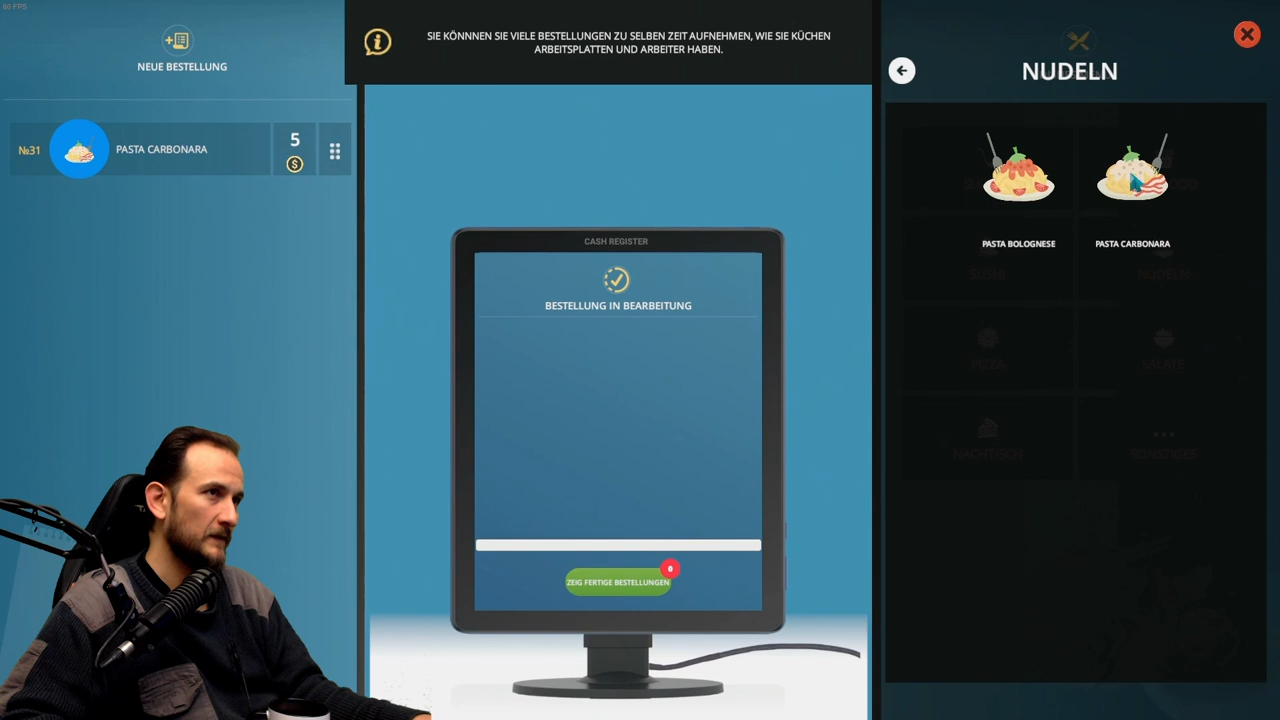 60 FPS
NEUE BESTELLUNG
№31
PASTA CARBONARA
5
SIE KÖNNNEN SIE VIELE BESTELLUNGEN ZU SELBEN ZEIT AUFNEHMEN, WIE SIE KÜCHEN
ARBEITSPLATTEN UND ARBEITER HABEN.
CASH REGISTER
BESTELLUNG IN BEARBEITUNG
0
ZEIG FERTIGE BESTELLUNGEN
NUDELN
PASTA BOLOGNESE
PASTA CARBONARA
SUSHI
NUDELN
PIZZA
SALATE
NACHTISCH
SONSTIGES